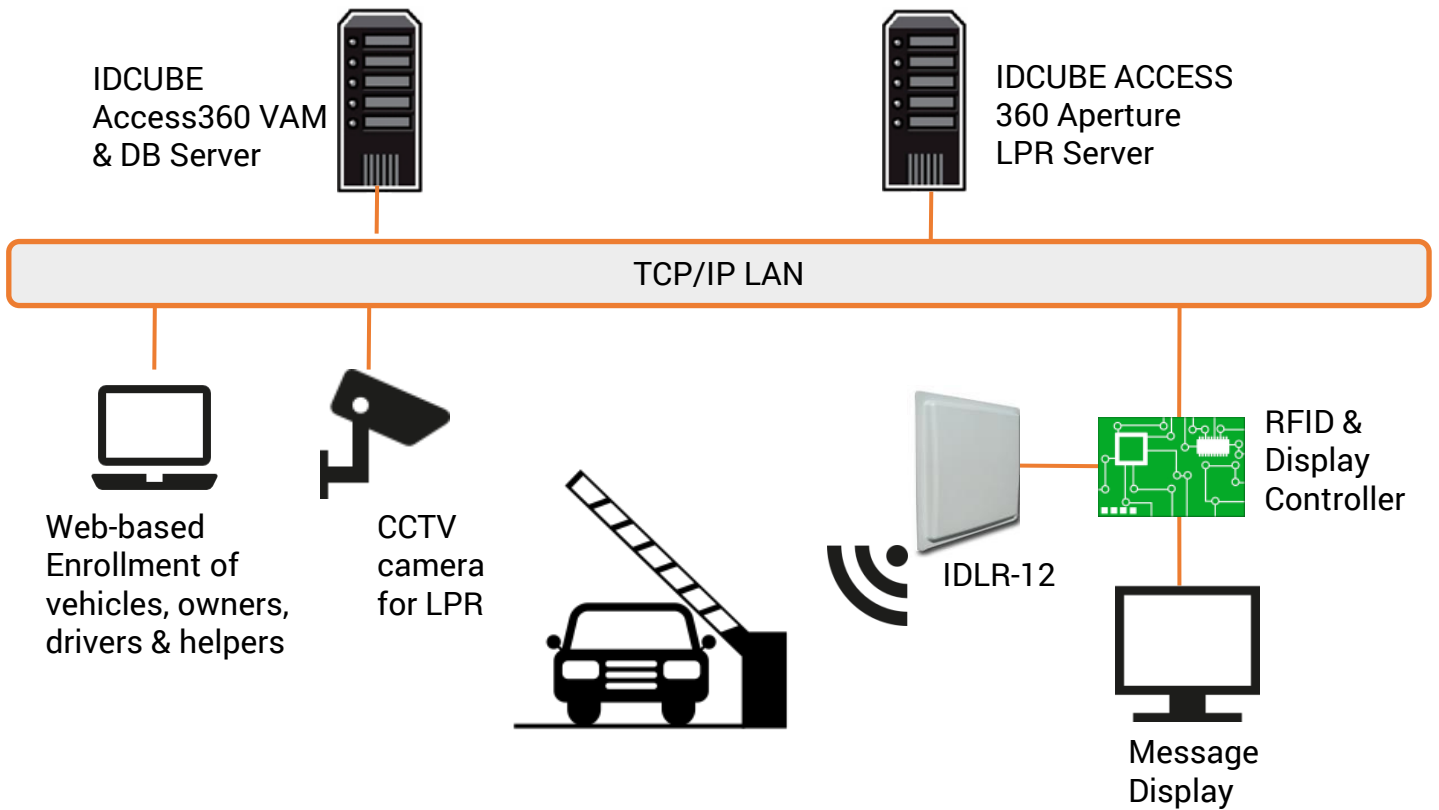 IDCUBE
Access360 VAM
& DB Server
IDCUBE ACCESS
360 Aperture
LPR Server
TCP/IP LAN
Web-based
Enrollment of
vehicles, owners,
drivers & helpers
CCTV
camera
for LPR
IDLR-12
RFID &
Display
Controller
Message
Display